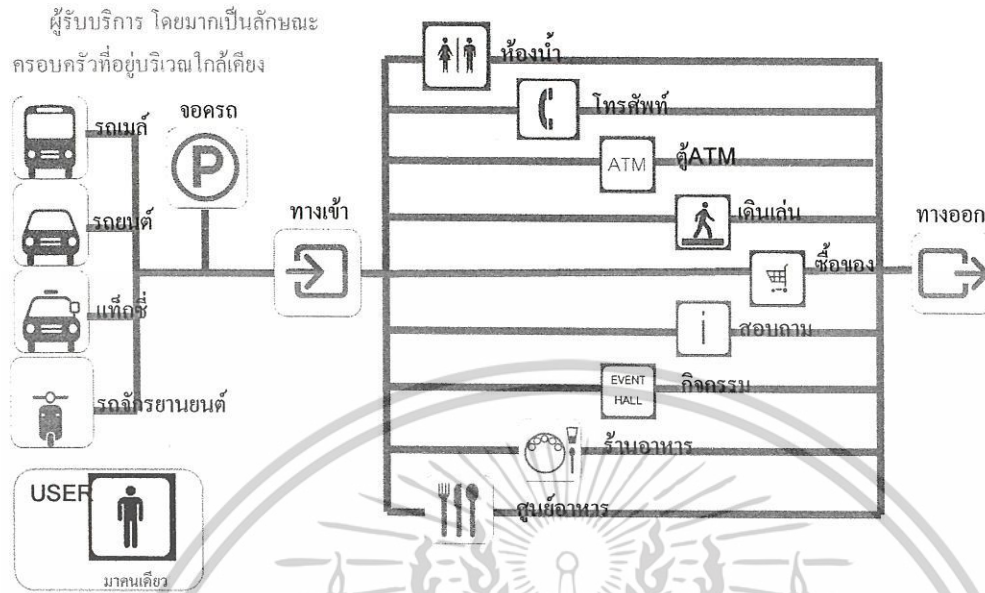 ผู้รับบริการ โดยมากเป็นลักษณะ
ครอบครัวที่อยู่บริเวณใกล้เคียง
รถเมล์
รถยนต์
แท็กซี่
รถจักรยานยนต์
จอดรถ
P
ทางเข้า
ห้องน้ำ
โทรศัพท์
ATM
ตู้ATM
เดินเล่น
ซื้อของ
i
สอบถาม
EVENT
HALL
กิจกรรม
ร้านอาหาร
ศูนย์อาหาร
ทางออก
USER
มาคนเดียว